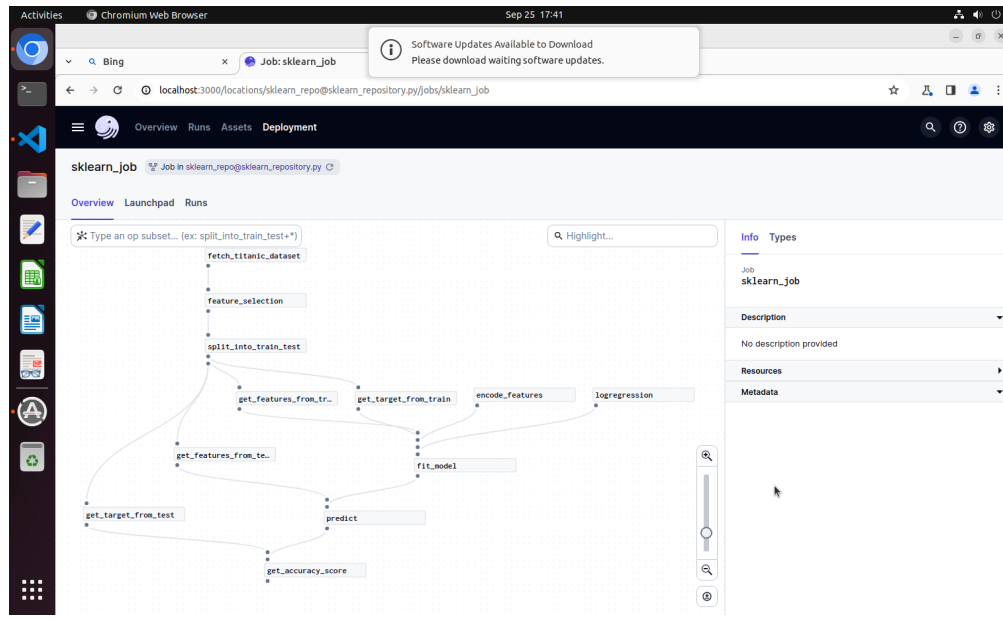 Activities Chromium Web Browser Sep 25 17:41
Software Updates Available to Download
Please download waiting software updates.
Bing × Job: sklearn_job
localhost:3000/locations/sklearn_repo@sklearn_repository.py/jobs/sklearn_job
Overview Runs Assets Deployment
sklearn_job Job in sklearn_repo@sklearn_repository.py
Overview Launchpad Runs
Type an op subset… (ex: split_into_train_test+*) Highlight…
Info Types
fetch_titanic_dataset
Job
sklearn_job
feature_selection
Description
split_into_train_test
No description provided
Resources
Metadata
get_features_from_tr… get_target_from_train encode_features logregression
get_features_from_te…
fit_model
get_target_from_test
predict
get_accuracy_score